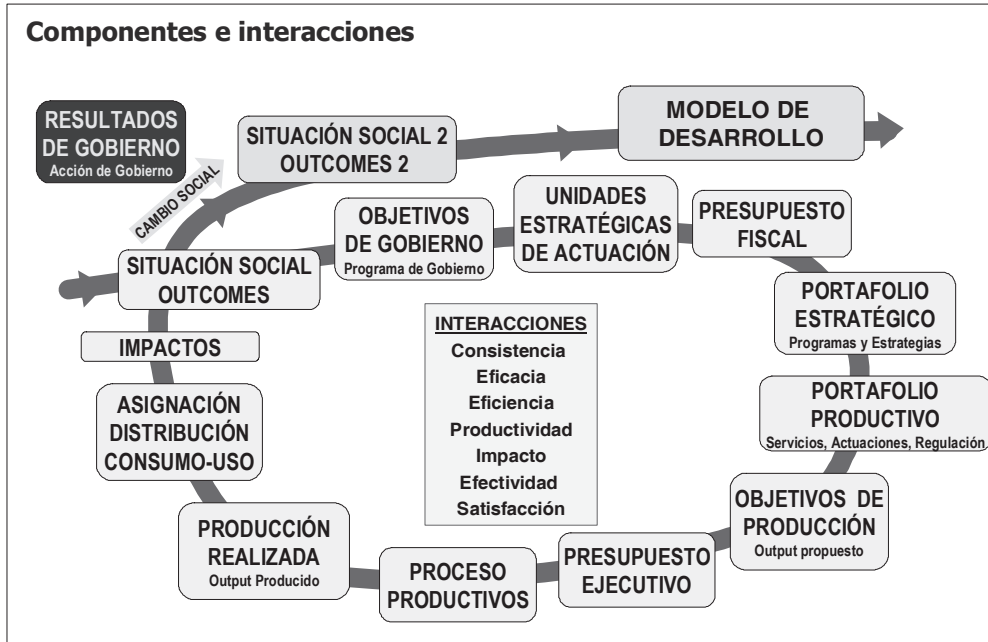 Componentes e interacciones
RESULTADOS
DE GOBIERNO
Acción de Gobierno
CAMBIO SOCIAL
SITUACIÓN SOCIAL 2
OUTCOMES 2
MODELO DE
DESARROLLO
SITUACIÓN SOCIAL
OUTCOMES
OBJETIVOS
DE GOBIERNO
Programa de Gobierno
UNIDADES
ESTRATÉGICAS
DE ACTUACIÓN
PRESUPUESTO
FISCAL
PORTAFOLIO
ESTRATÉGICO
Programas y Estrategias
PORTAFOLIO
PRODUCTIVO
Servicios, Actuaciones, Regulación
OBJETIVOS DE
PRODUCCIÓN
Output propuesto
PRESUPUESTO
EJECUTIVO
PROCESO
PRODUCTIVOS
PRODUCCIÓN
REALIZADA
Output Producido
ASIGNACIÓN
DISTRIBUCIÓN
CONSUMO-USO
IMPACTOS
INTERACCIONES
Consistencia
Eficacia
Eficiencia
Productividad
Impacto
Efectividad
Satisfacción